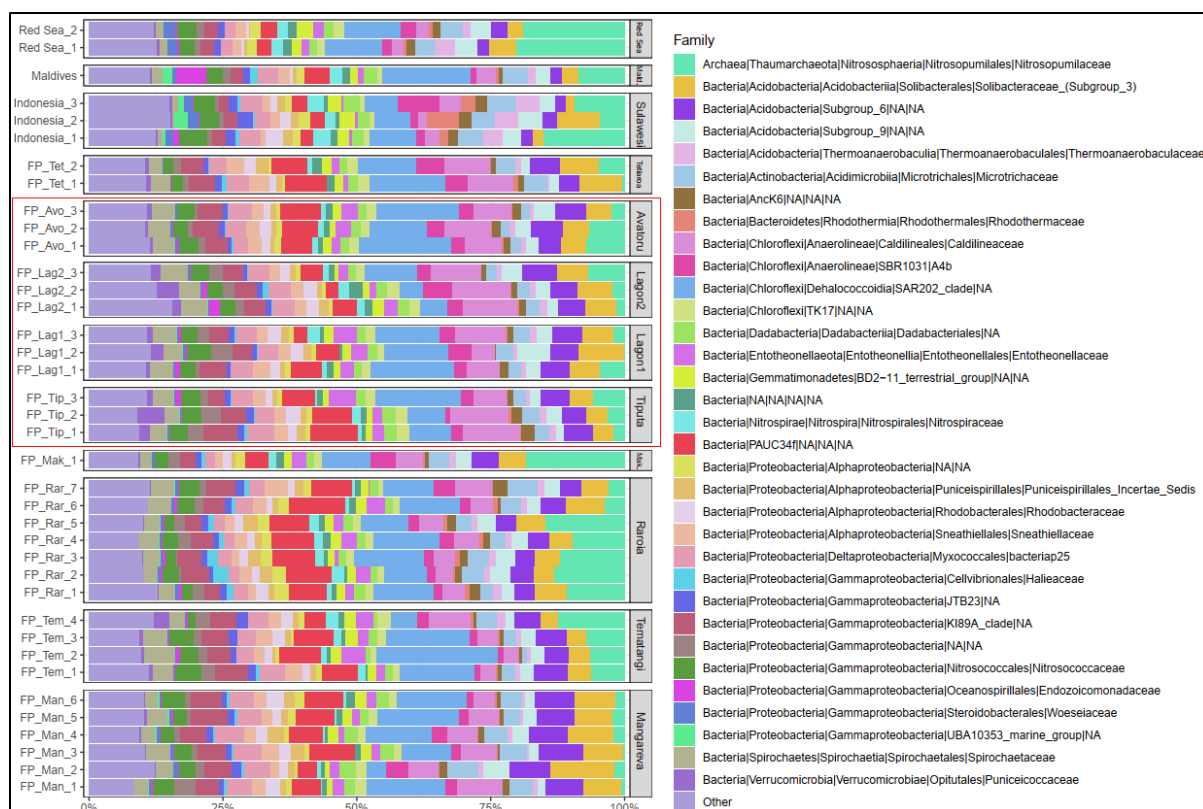 Red Sea_2
Red Sea_1
Red Sea
Maldives
Indonesia_3
Indonesia_2
Indonesia_1
Sulawesi
FP_Tet_2
FP_Tet_1
Tetiaroa
FP_Avo_3
FP_Avo_2
FP_Avo_1
Avatoru
FP_Lag2_3
FP_Lag2_2
FP_Lag2_1
Lagon2
FP_Lag1_3
FP_Lag1_2
FP_Lag1_1
Lagon1
FP_Tip_3
FP_Tip_2
FP_Tip_1
Tiputa
FP_Mak_1
Mak.
FP_Rar_7
FP_Rar_6
FP_Rar_5
FP_Rar_4
FP_Rar_3
FP_Rar_2
FP_Rar_1
Raroia
FP_Tem_4
FP_Tem_3
FP_Tem_2
FP_Tem_1
Tematangi
FP_Man_6
FP_Man_5
FP_Man_4
FP_Man_3
FP_Man_2
FP_Man_1
Mangareva
0% 25% 50% 75% 100%
Family
Archaea|Thaumarchaeota|Nitrososphaeria|Nitrosopumilales|Nitrosopumilaceae
Bacteria|Acidobacteria|Acidobacteriia|Solibacterales|Solibacteraceae_(Subgroup_3)
Bacteria|Acidobacteria|Subgroup_6|NA|NA
Bacteria|Acidobacteria|Subgroup_9|NA|NA
Bacteria|Acidobacteria|Thermoanaerobaculia|Thermoanaerobaculales|Thermoanaerobaculaceae
Bacteria|Actinobacteria|Acidimicrobiia|Microtrichales|Microtrichaceae
Bacteria|AncK6|NA|NA|NA
Bacteria|Bacteroidetes|Rhodothermia|Rhodothermales|Rhodothermaceae
Bacteria|Chloroflexi|Anaerolineae|Caldilineales|Caldilineaceae
Bacteria|Chloroflexi|Anaerolineae|SBR1031|A4b
Bacteria|Chloroflexi|Dehalococcoidia|SAR202_clade|NA
Bacteria|Chloroflexi|TK17|NA|NA
Bacteria|Dadabacteria|Dadabacteriia|Dadabacteriales|NA
Bacteria|Entotheonellaeota|Entotheonellia|Entotheonellales|Entotheonellaceae
Bacteria|Gemmatimonadetes|BD2−11_terrestrial_group|NA|NA
Bacteria|NA|NA|NA|NA
Bacteria|Nitrospirae|Nitrospira|Nitrospirales|Nitrospiraceae
Bacteria|PAUC34f|NA|NA|NA
Bacteria|Proteobacteria|Alphaproteobacteria|NA|NA
Bacteria|Proteobacteria|Alphaproteobacteria|Puniceispirillales|Puniceispirillales_Incertae_Sedis
Bacteria|Proteobacteria|Alphaproteobacteria|Rhodobacterales|Rhodobacteraceae
Bacteria|Proteobacteria|Alphaproteobacteria|Sneathiellales|Sneathiellaceae
Bacteria|Proteobacteria|Deltaproteobacteria|Myxococcales|bacteriap25
Bacteria|Proteobacteria|Gammaproteobacteria|Cellvibrionales|Halieaceae
Bacteria|Proteobacteria|Gammaproteobacteria|JTB23|NA
Bacteria|Proteobacteria|Gammaproteobacteria|KI89A_clade|NA
Bacteria|Proteobacteria|Gammaproteobacteria|NA|NA
Bacteria|Proteobacteria|Gammaproteobacteria|Nitrosococcales|Nitrosococcaceae
Bacteria|Proteobacteria|Gammaproteobacteria|Oceanospirillales|Endozoicomonadaceae
Bacteria|Proteobacteria|Gammaproteobacteria|Steroidobacterales|Woeseiaceae
Bacteria|Proteobacteria|Gammaproteobacteria|UBA10353_marine_group|NA
Bacteria|Spirochaetes|Spirochaetia|Spirochaetales|Spirochaetaceae
Bacteria|Verrucomicrobia|Verrucomicrobiae|Opitutales|Puniceicoccaceae
Other